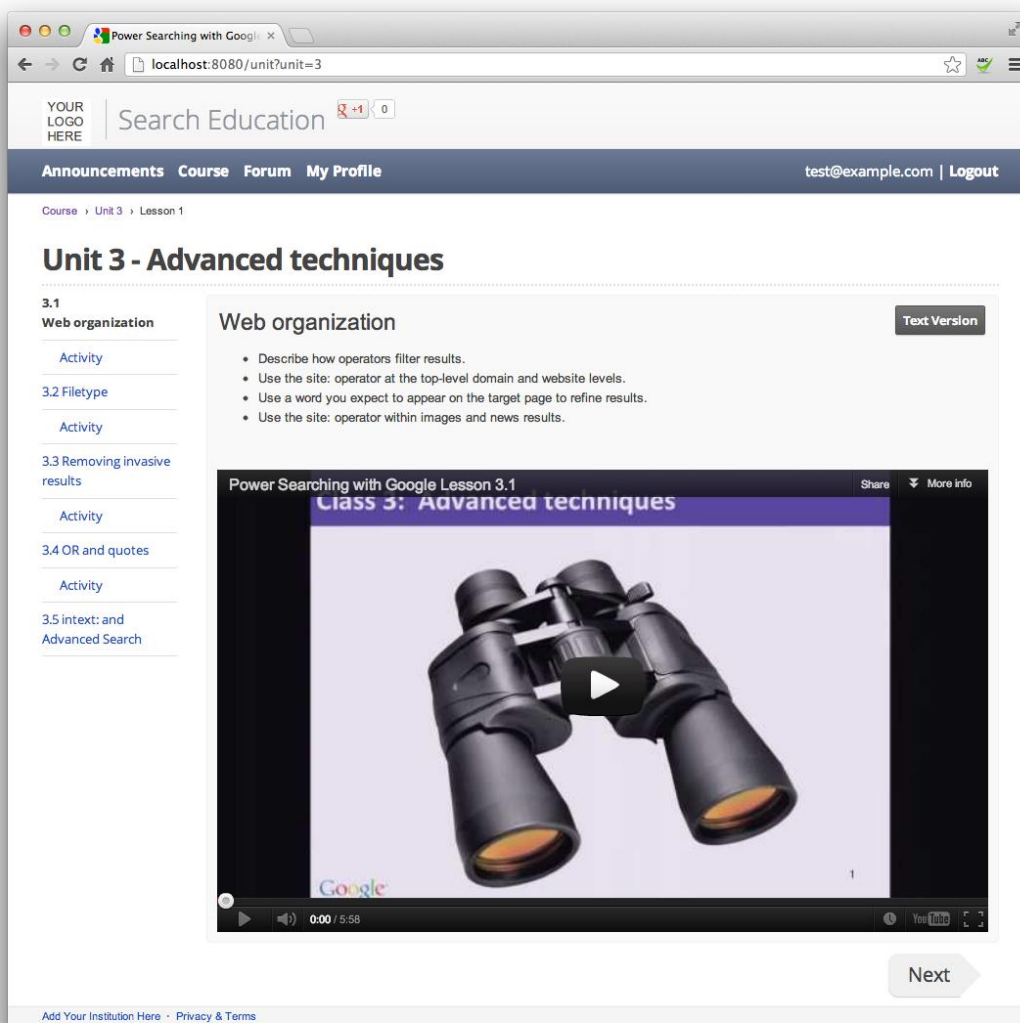 Power Searching with Googl
localhost:8080/unit?unit=3
ABC
YOUR
LOGO
HERE
Search Education
g +1
0
Announcements Course Forum My Profile
test@example.com | Logout
Course › Unit 3 › Lesson 1
Unit 3 - Advanced techniques
3.1
Web organization
Activity
3.2 Filetype
Activity
3.3 Removing invasive
results
Activity
3.4 OR and quotes
Activity
3.5 intext: and
Advanced Search
Web organization
Text Version
• Describe how operators filter results.
• Use the site: operator at the top-level domain and website levels.
• Use a word you expect to appear on the target page to refine results.
• Use the site: operator within images and news results.
Power Searching with Google Lesson 3.1
Share
More info
Class 3: Advanced techniques
Google
1
0:00 / 5:58
YouTube
Next
Add Your Institution Here · Privacy & Terms